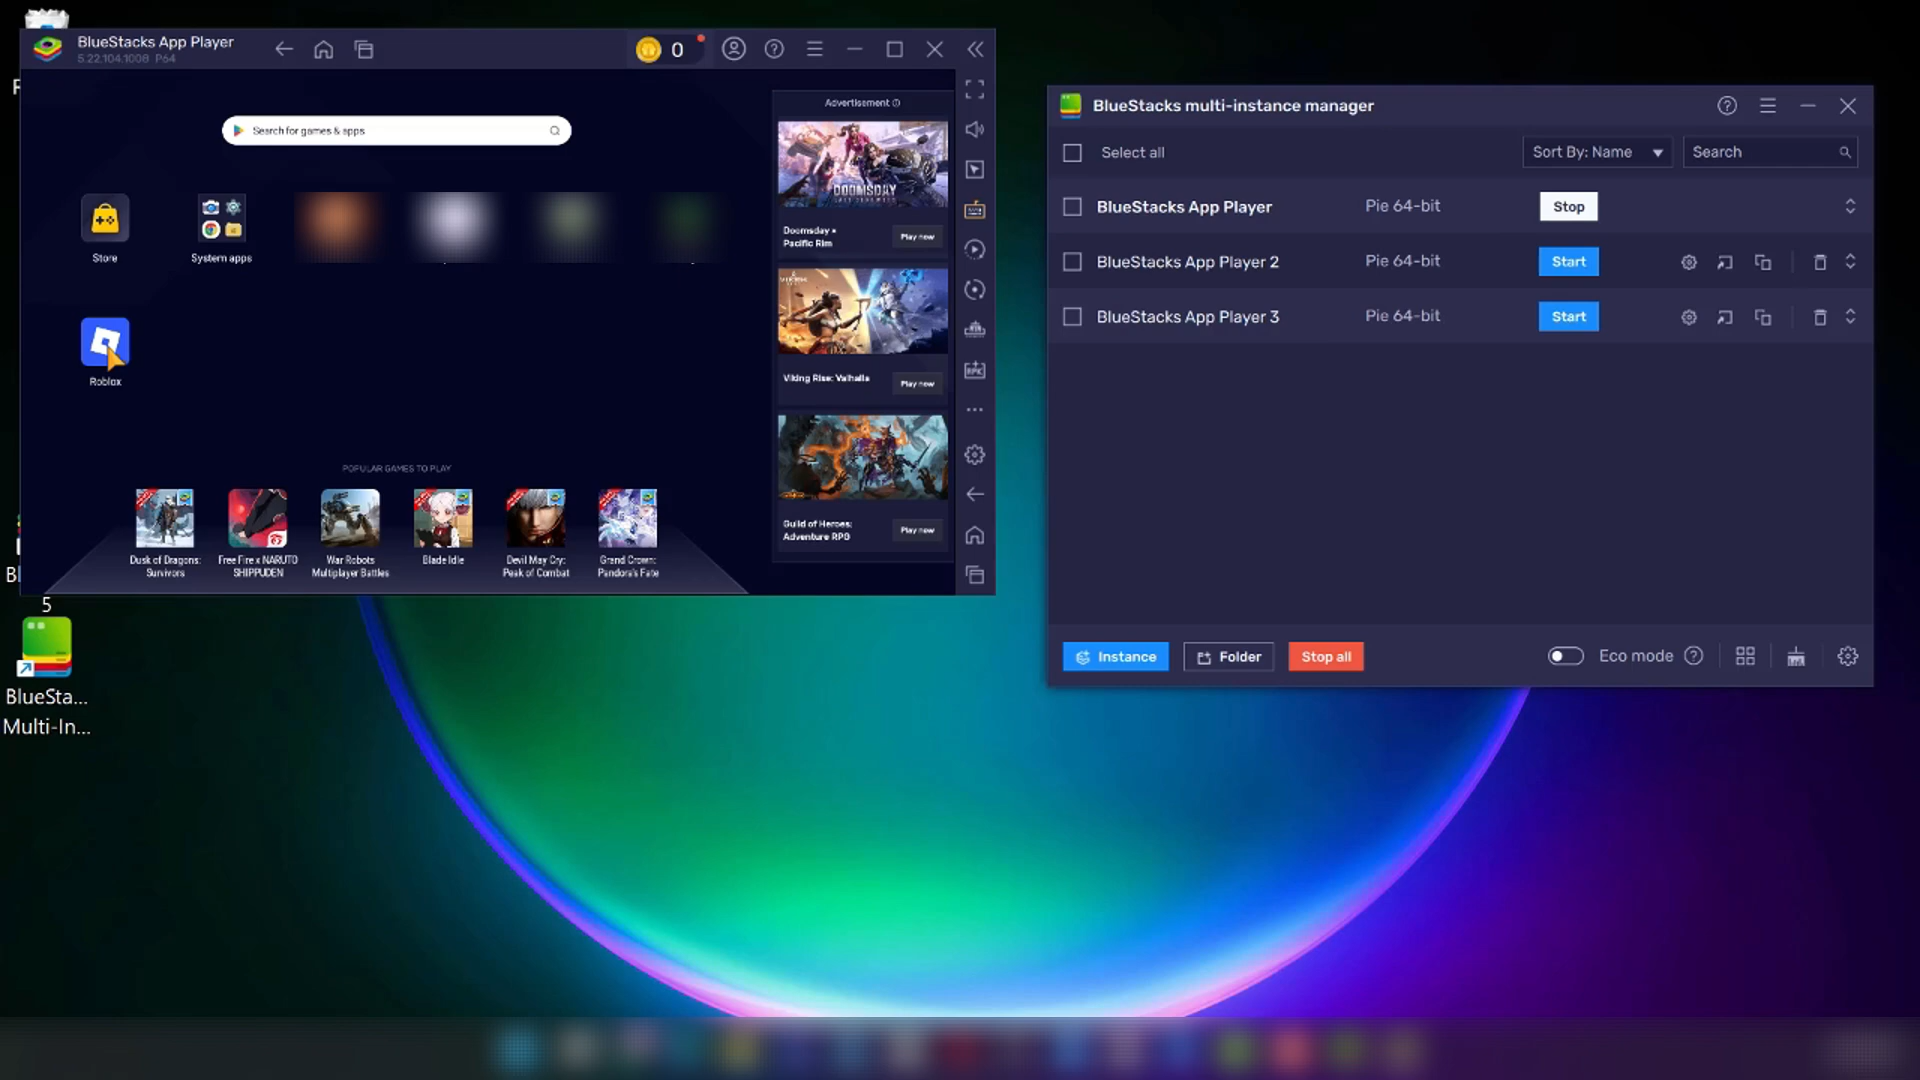 BlueStacks App Player
5.22.104.1008 P64
0
Search for games & apps
Store
System apps
Roblox
Advertisement
DOOMSDAY
Doomsday ×
Pacific Rim
Play now
Viking Rise: Valhalla
Play now
Guild of Heroes:
Adventure RPG
Play now
POPULAR GAMES TO PLAY
Dusk of Dragons:
Survivors
Free Fire x NARUTO
SHIPPUDEN
War Robots
Multiplayer Battles
Blade Idle
Devil May Cry:
Peak of Combat
Grand Crown:
Pandora's Fate
BlueStacks multi-instance manager
Select all
Sort By: Name
Search
BlueStacks App Player
Pie 64-bit
Stop
BlueStacks App Player 2
Pie 64-bit
Start
BlueStacks App Player 3
Pie 64-bit
Start
Instance
Folder
Stop all
Eco mode
5
BlueSta...
Multi-In...